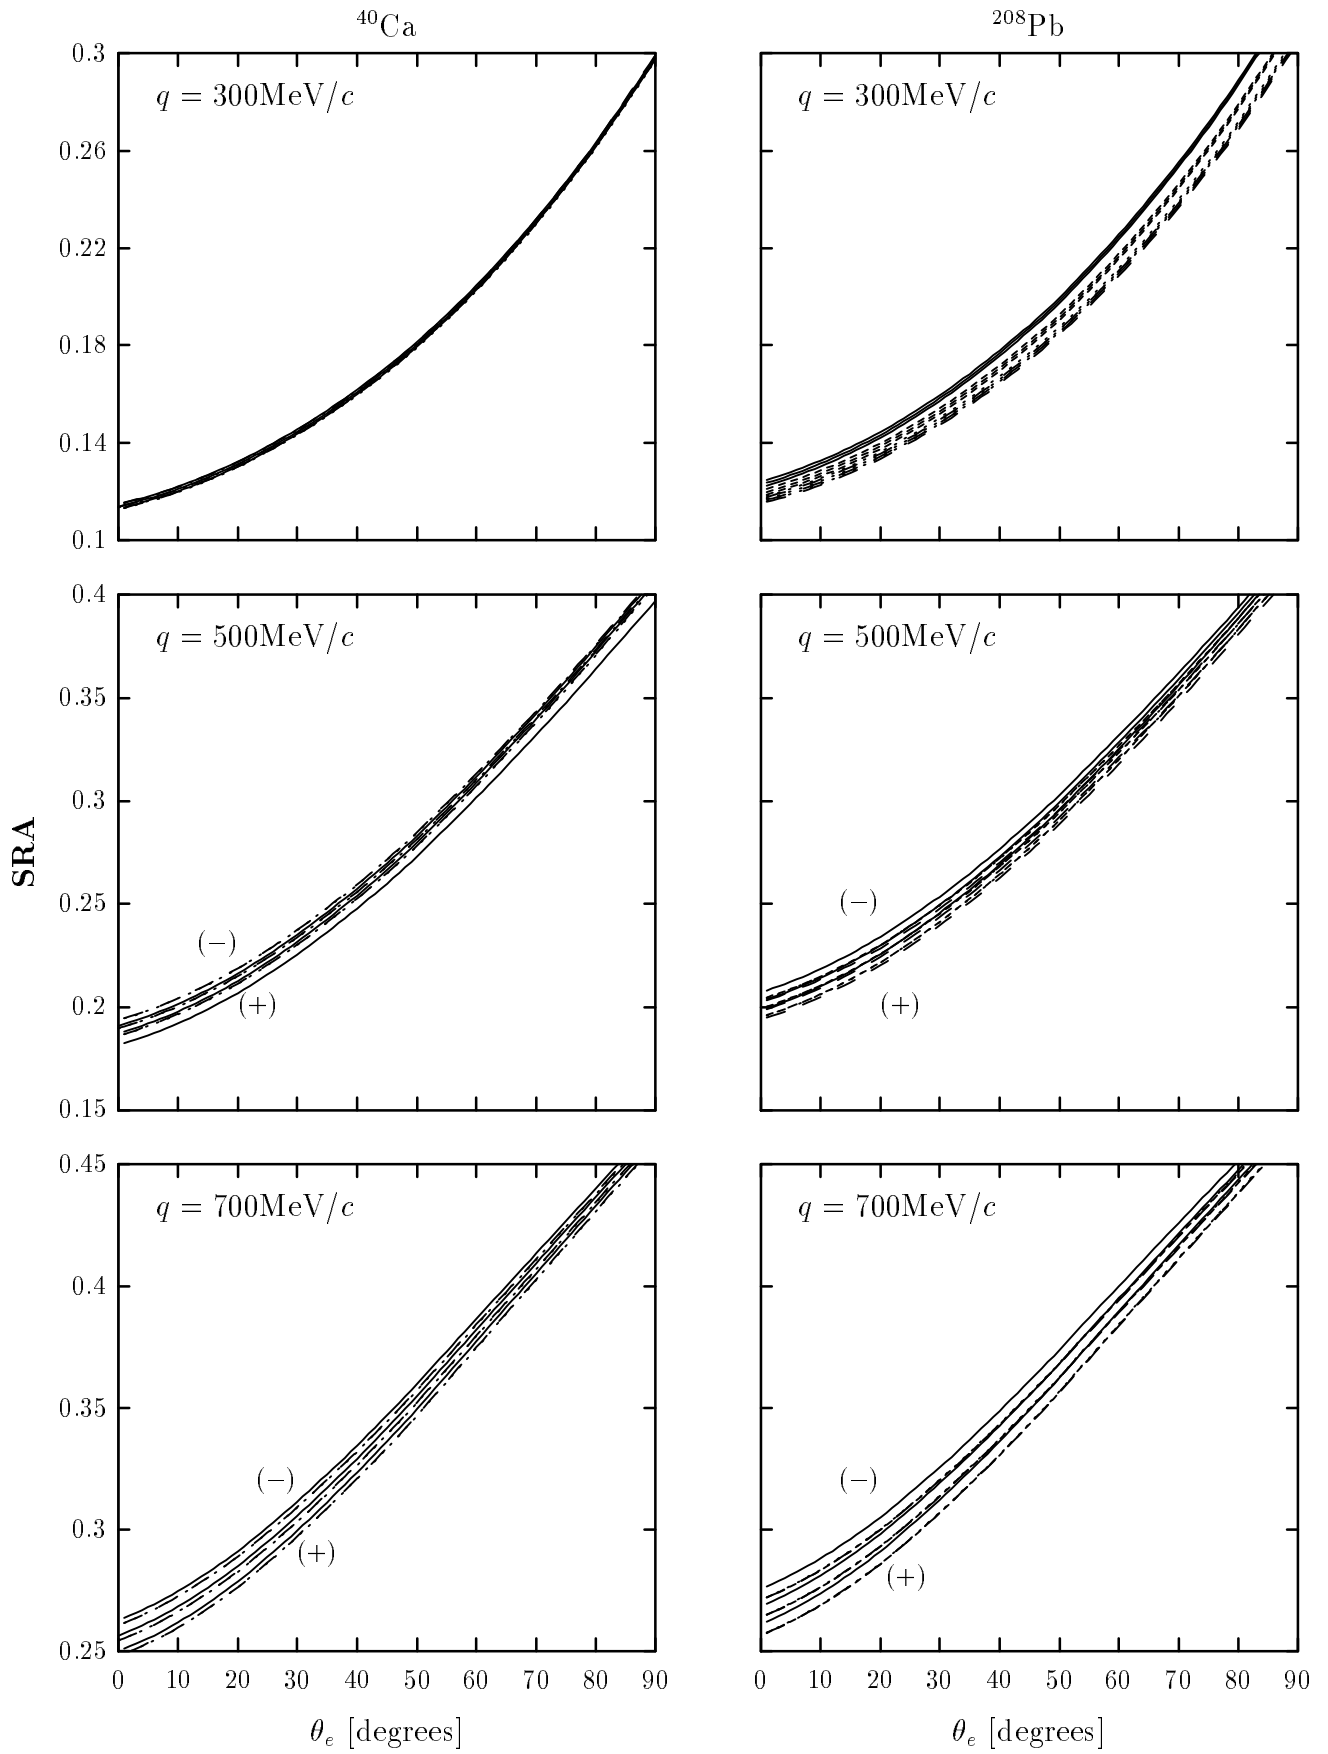 ⁴⁰Ca
²⁰⁸Pb
q = 300MeV/c
0.3
0.26
0.22
0.18
0.14
0.1
q = 300MeV/c
q = 500MeV/c
0.4
0.35
0.3
0.25
0.2
0.15
(−)
(+)
q = 500MeV/c
(−)
(+)
SRA
q = 700MeV/c
0.45
0.4
0.35
0.3
0.25
(−)
(+)
0 10 20 30 40 50 60 70 80 90
θₑ [degrees]
q = 700MeV/c
(−)
(+)
0 10 20 30 40 50 60 70 80 90
θₑ [degrees]